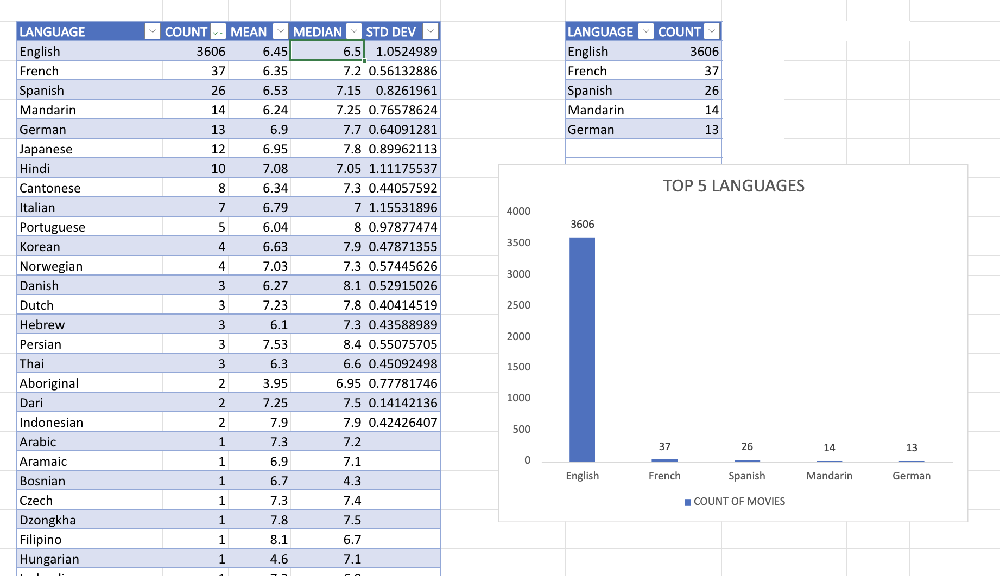 LANGUAGE COUNT MEAN MEDIAN STD DEV
English 3606 6.45 6.5 1.0524989
French 37 6.35 7.2 0.56132886
Spanish 26 6.53 7.15 0.8261961
Mandarin 14 6.24 7.25 0.76578624
German 13 6.9 7.7 0.64091281
Japanese 12 6.95 7.8 0.89962113
Hindi 10 7.08 7.05 1.11175537
Cantonese 8 6.34 7.3 0.44057592
Italian 7 6.79 7 1.15531896
Portuguese 5 6.04 8 0.97877474
Korean 4 6.63 7.9 0.47871355
Norwegian 4 7.03 7.3 0.57445626
Danish 3 6.27 8.1 0.52915026
Dutch 3 7.23 7.8 0.40414519
Hebrew 3 6.1 7.3 0.43588989
Persian 3 7.53 8.4 0.55075705
Thai 3 6.3 6.6 0.45092498
Aboriginal 2 3.95 6.95 0.77781746
Dari 2 7.25 7.5 0.14142136
Indonesian 2 7.9 7.9 0.42426407
Arabic 1 7.3 7.2
Aramaic 1 6.9 7.1
Bosnian 1 6.7 4.3
Czech 1 7.3 7.4
Dzongkha 1 7.8 7.5
Filipino 1 8.1 6.7
Hungarian 1 4.6 7.1
LANGUAGE COUNT
English 3606
French 37
Spanish 26
Mandarin 14
German 13
TOP 5 LANGUAGES
4000
3500
3000
2500
2000
1500
1000
500
0
3606 37 26 14 13
English French Spanish Mandarin German
COUNT OF MOVIES